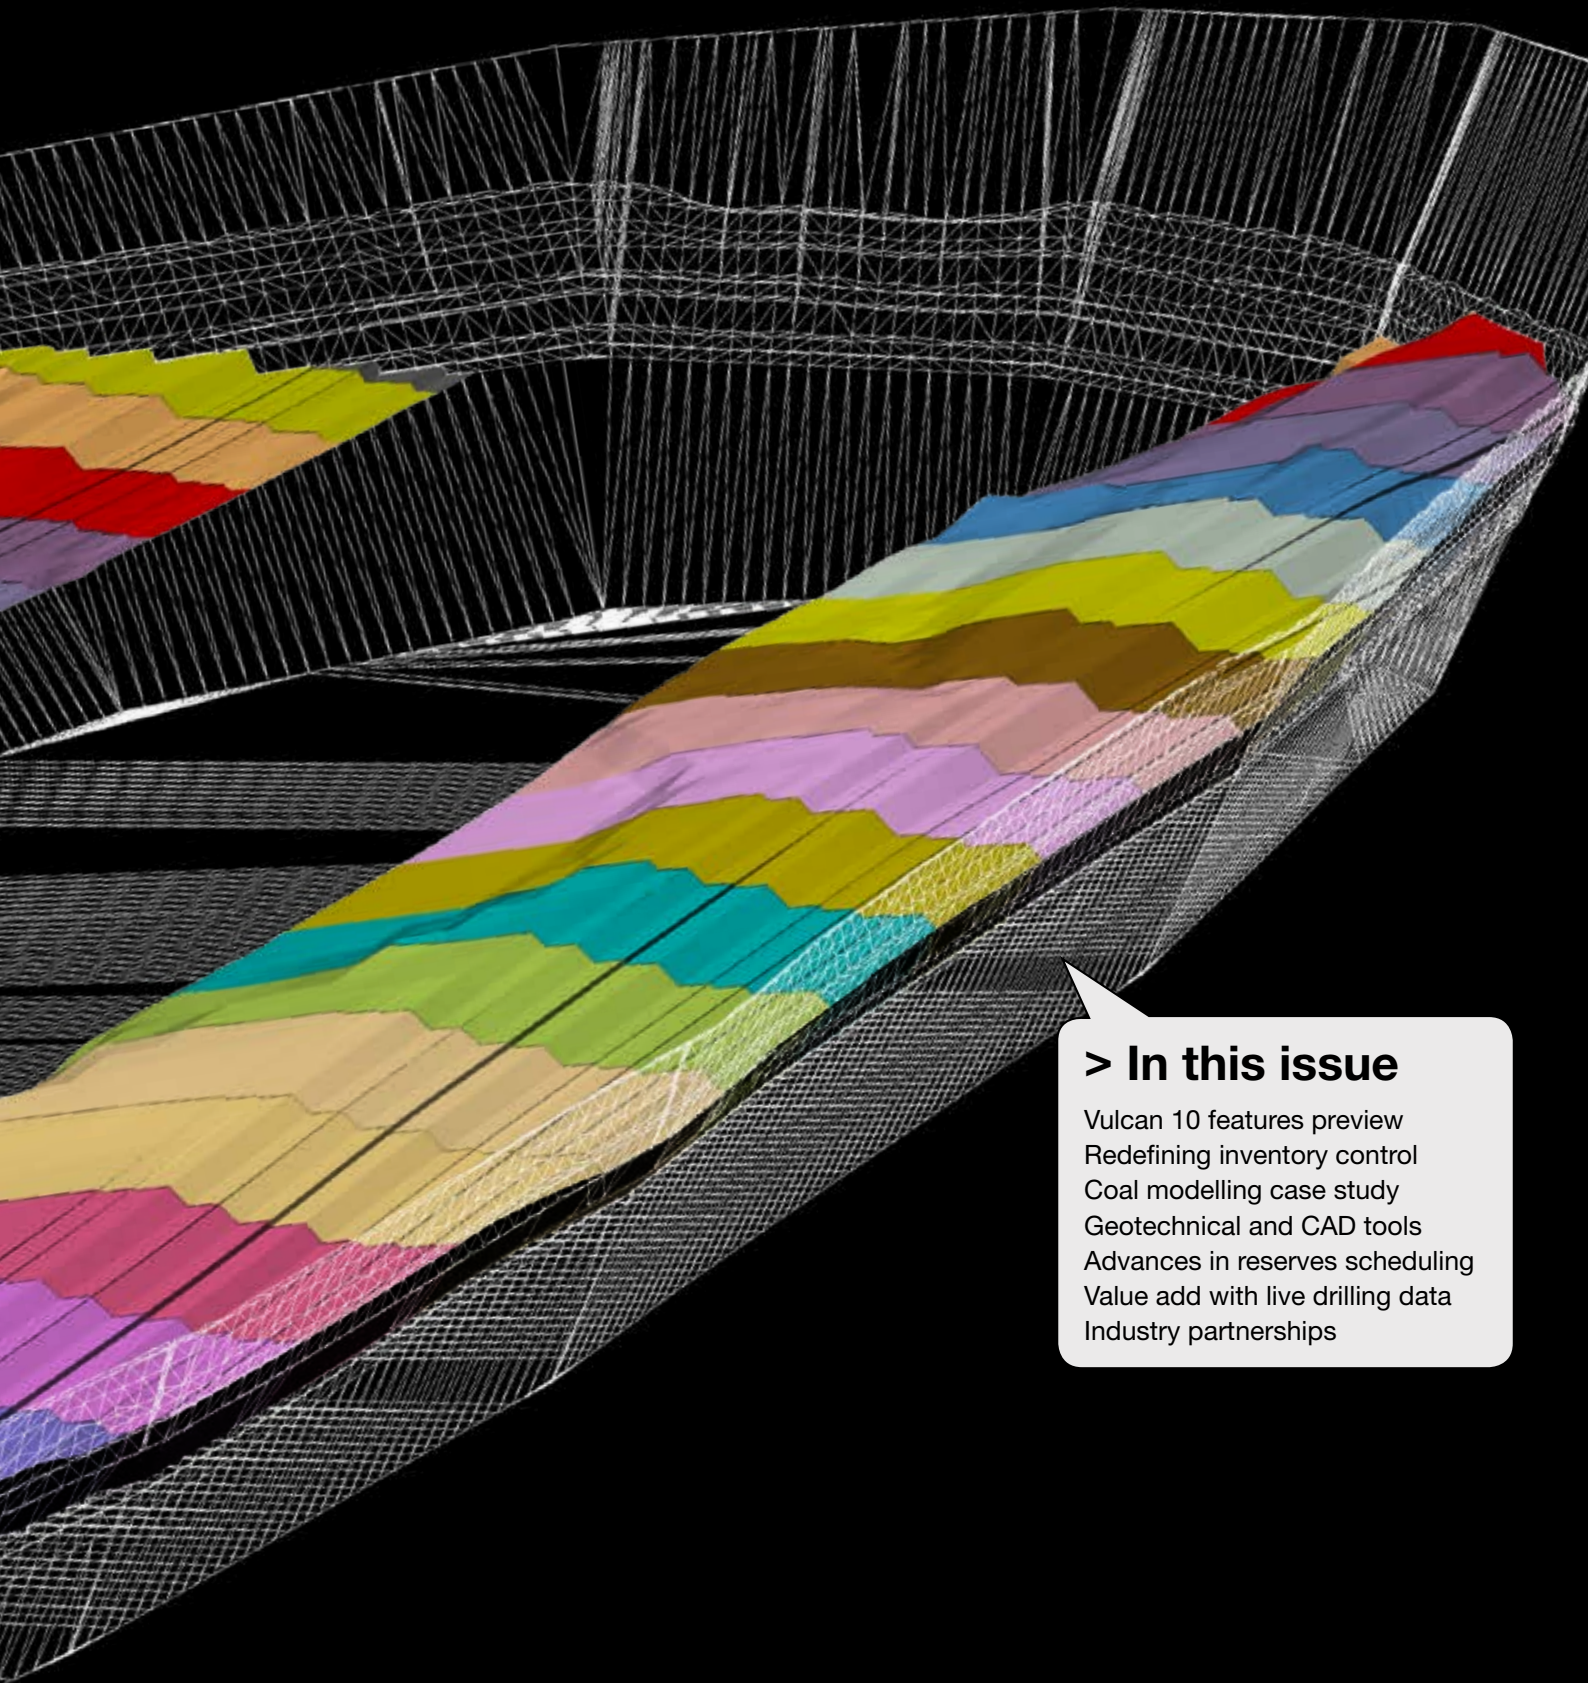 > In this issue
Vulcan 10 features preview
Redefining inventory control
Coal modelling case study
Geotechnical and CAD tools
Advances in reserves scheduling
Value add with live drilling data
Industry partnerships